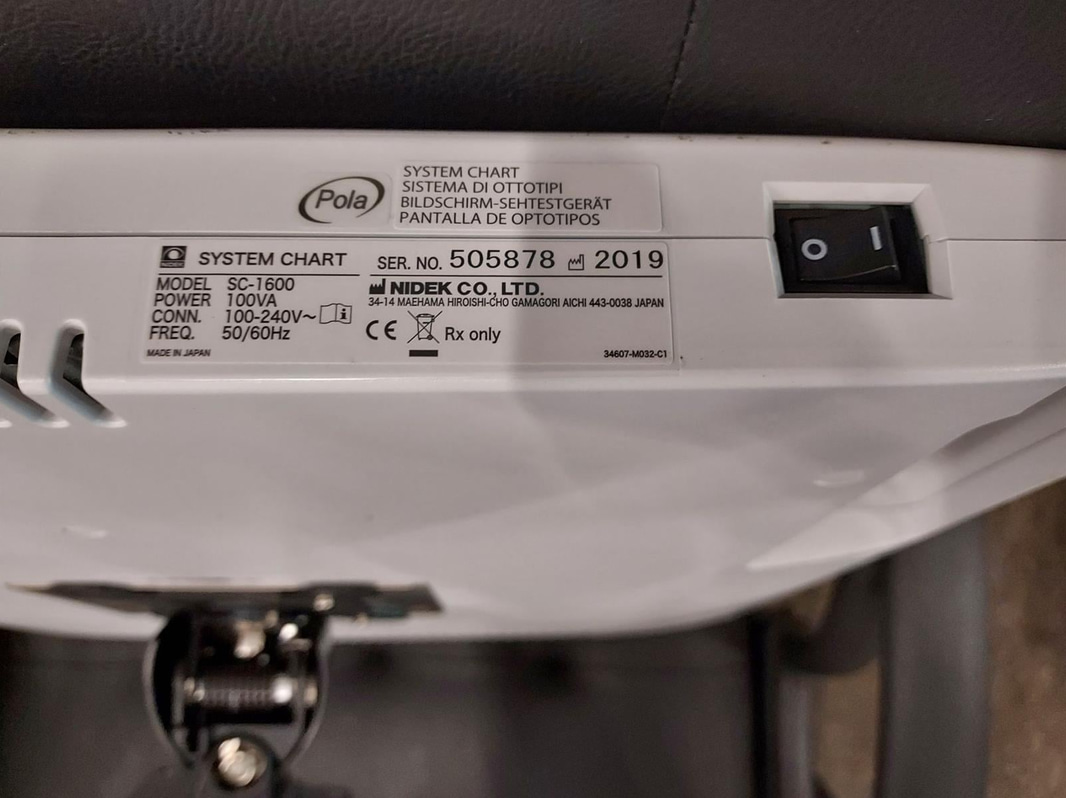 Pola
SYSTEM CHART
SISTEMA DI OTTOTIPI
BILDSCHIRM-SEHTESTGERÄT
PANTALLA DE OPTOTIPOS
SYSTEM CHART
SER. NO. 505878 2019
MODEL SC-1600
POWER 100VA
CONN. 100-240V~
FREQ. 50/60Hz
MADE IN JAPAN
NIDEK CO., LTD.
34-14 MAEHAMA HIROISHI-CHO GAMAGORI AICHI 443-0038 JAPAN
CE Rx only
34607-M032-C1
O I